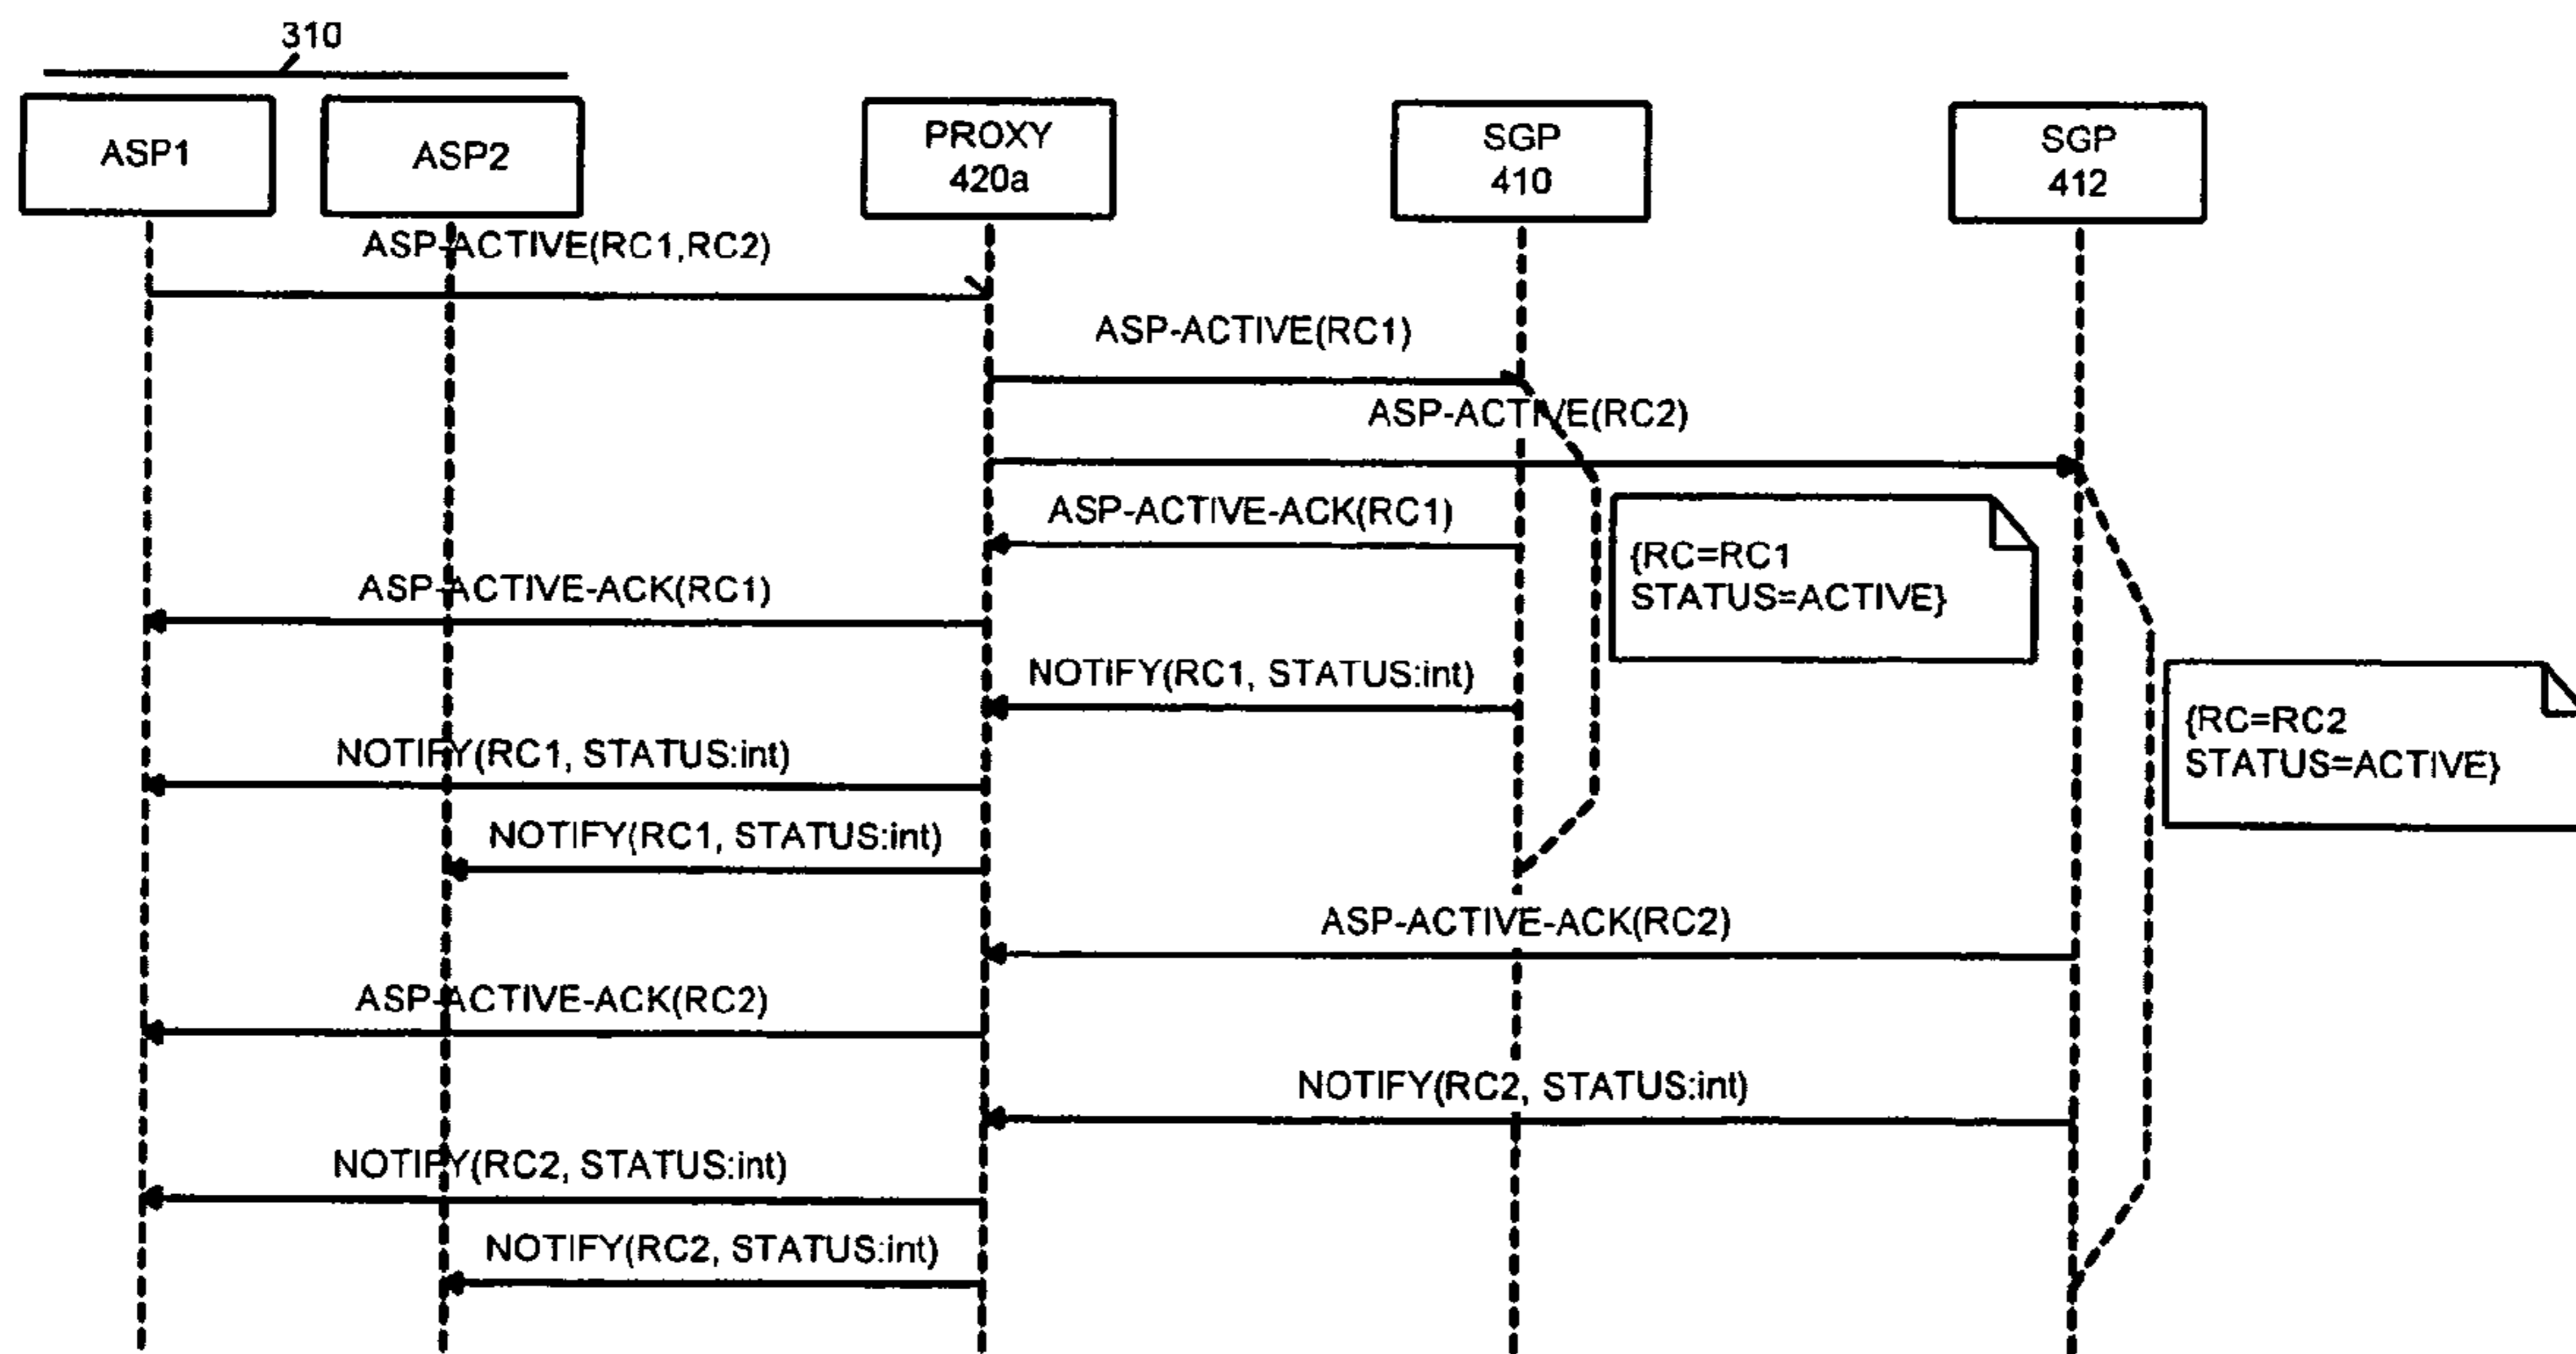 310
ASP1
ASP2
PROXY
420a
SGP
410
SGP
412
ASP-ACTIVE(RC1,RC2)
ASP-ACTIVE(RC1)
ASP-ACTIVE(RC2)
ASP-ACTIVE-ACK(RC1)
{RC=RC1
STATUS=ACTIVE}
ASP-ACTIVE-ACK(RC1)
NOTIFY(RC1, STATUS:int)
{RC=RC2
STATUS=ACTIVE}
NOTIFY(RC1, STATUS:int)
NOTIFY(RC1, STATUS:int)
ASP-ACTIVE-ACK(RC2)
ASP-ACTIVE-ACK(RC2)
NOTIFY(RC2, STATUS:int)
NOTIFY(RC2, STATUS:int)
NOTIFY(RC2, STATUS:int)